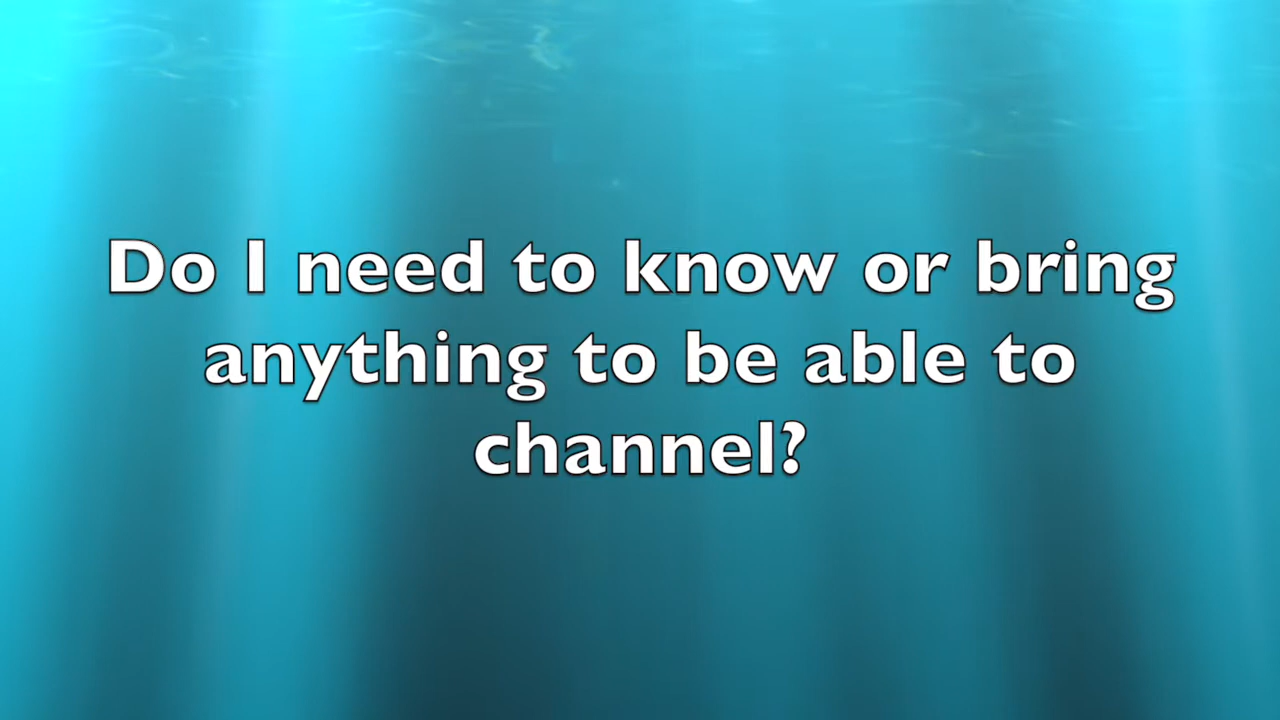 Do I need to know or bring
anything to be able to
channel?